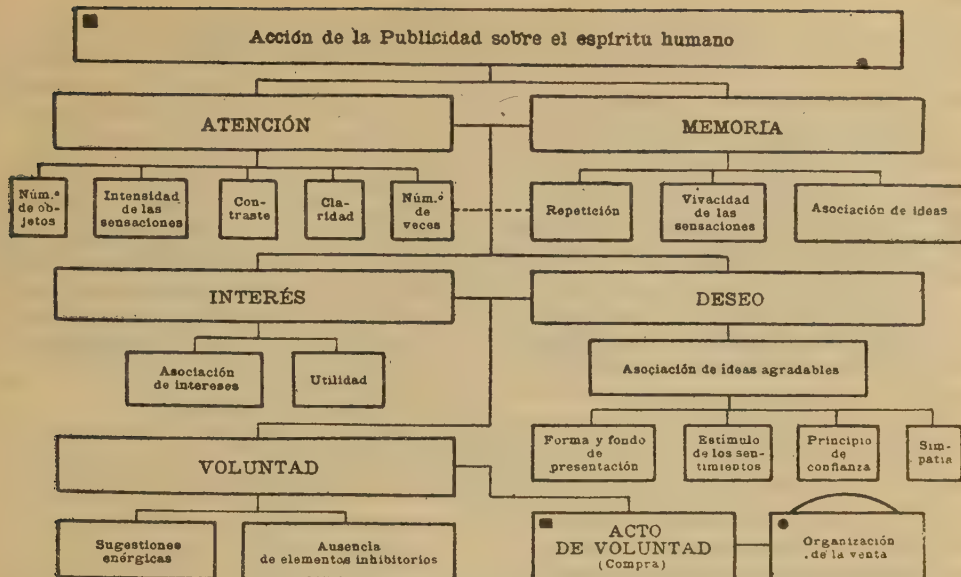 Acción de la Publicidad sobre el espíritu humano
ATENCIÓN
MEMORIA
Núm.º
de ob-
jetos
Intensidad
de las
sensaciones
Con-
traste
Cla-
ridad
Núm.º
de
veces
Repetición
Vivacidad
de las
sensaciones
Asociación de ideas
INTERÉS
DESEO
Asociación
de intereses
Utilidad
Asociación de ideas agradables
Forma y fondo
de
presentación
Estímulo
de los sen-
timientos
Principio
de
confianza
Sim-
patía
VOLUNTAD
Sugestiones
enérgicas
Ausencia
de elementos inhibitorios
ACTO
DE VOLUNTAD
(Compra)
Organización
de la venta